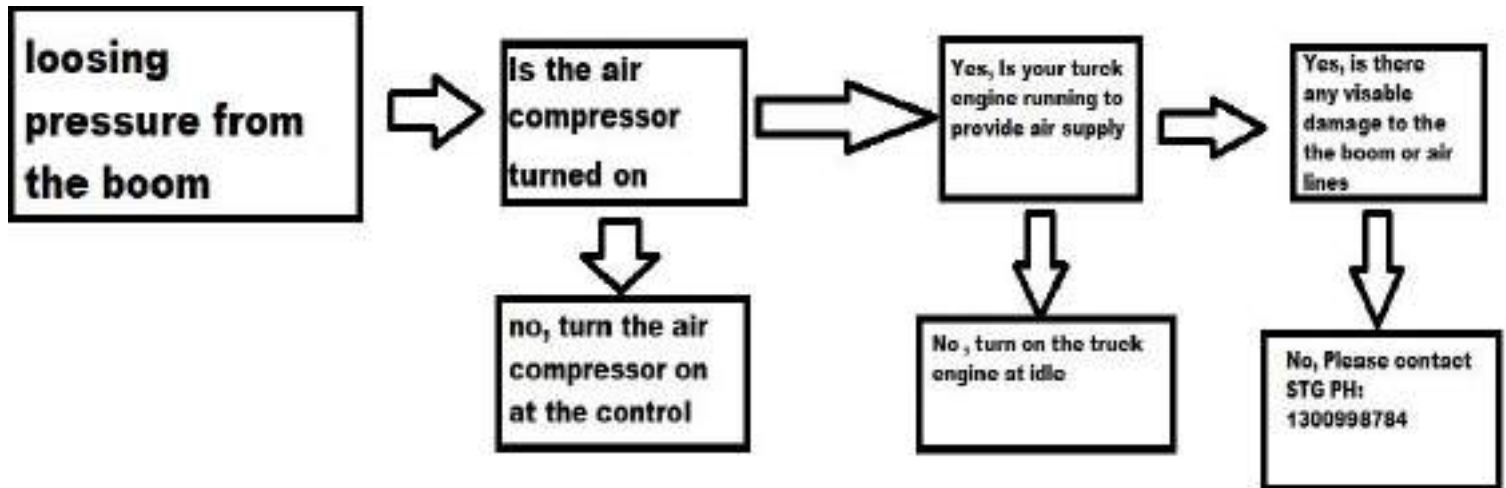 loosing
pressure from
the boom
Is the air
compressor
turned on
Yes, Is your turck
engine running to
provide air supply
Yes, is there
any visable
damage to the
the boom or air
lines
no, turn the air
compressor on
at the control
No , turn on the truck
engine at idle
No, Please contact
STG PH:
1300998784